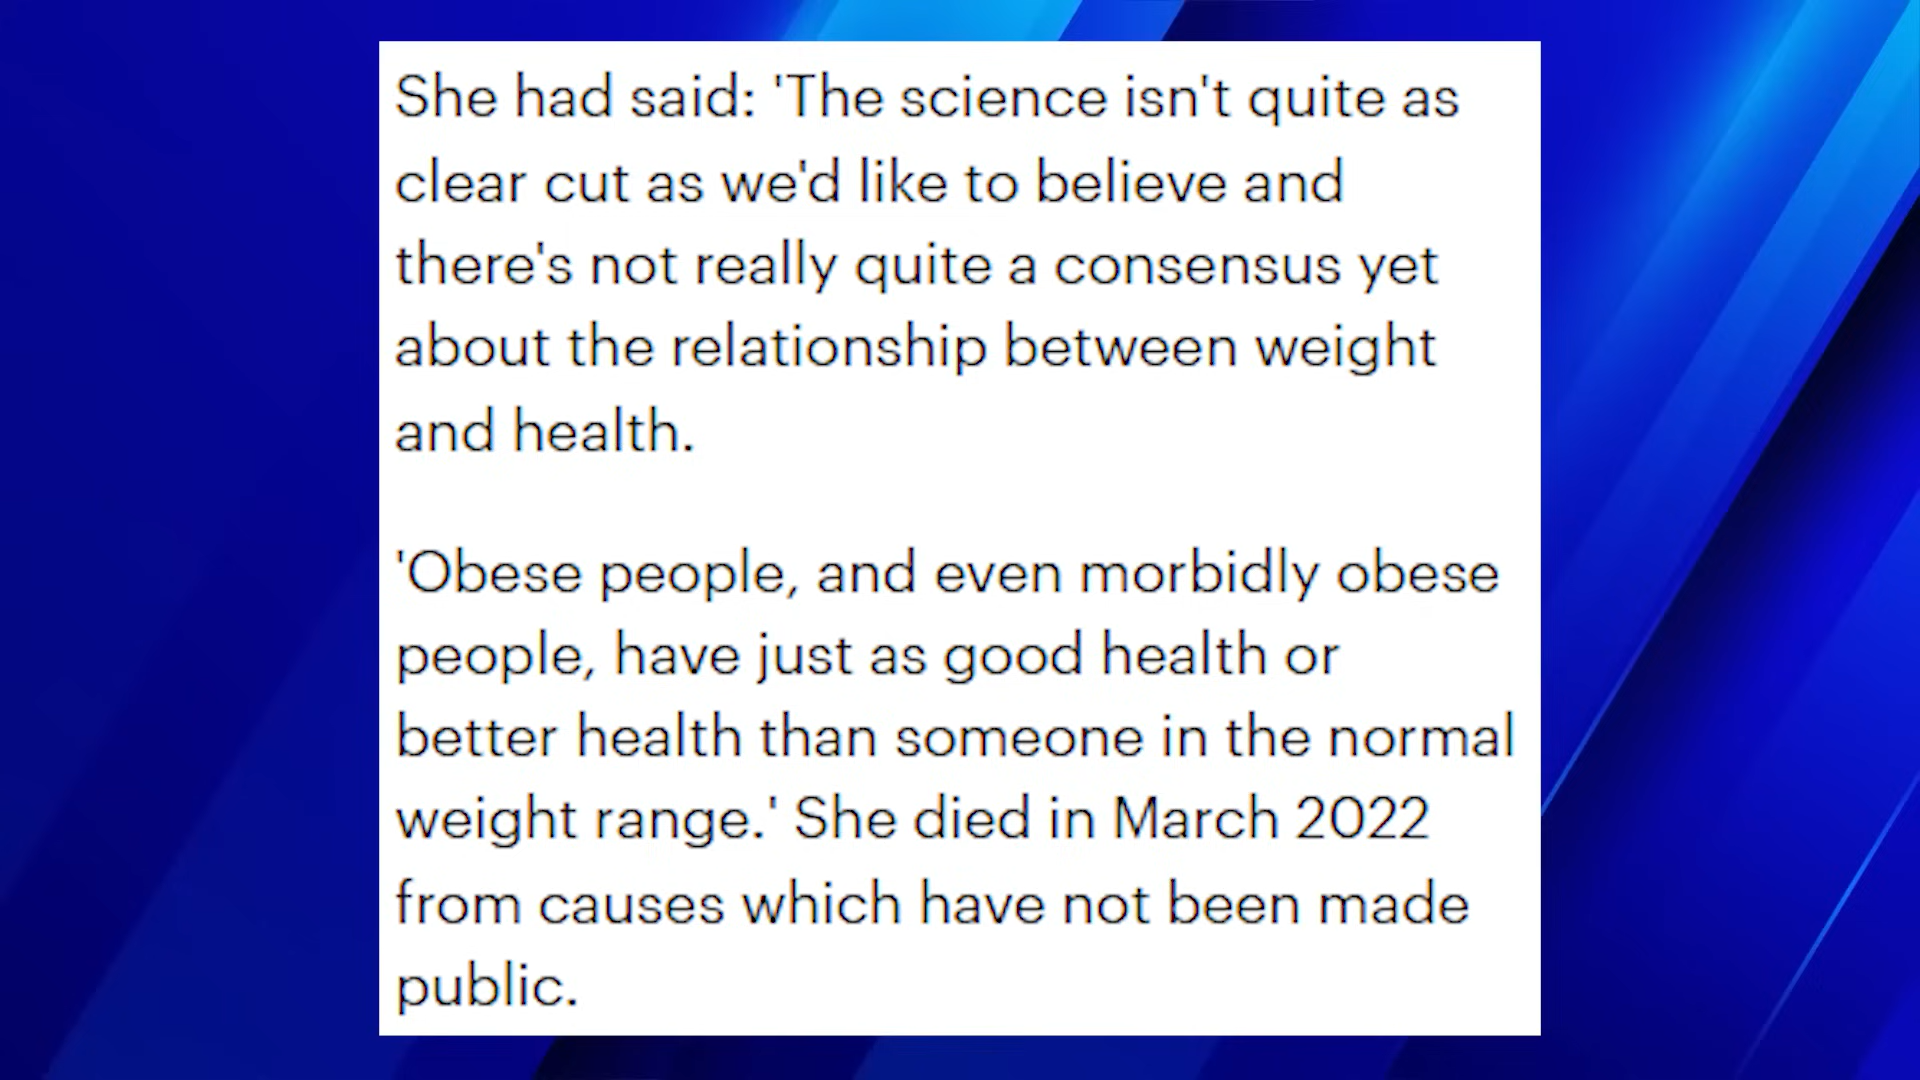 She had said: 'The science isn't quite as
clear cut as we'd like to believe and
there's not really quite a consensus yet
about the relationship between weight
and health.
'Obese people, and even morbidly obese
people, have just as good health or
better health than someone in the normal
weight range.' She died in March 2022
from causes which have not been made
public.